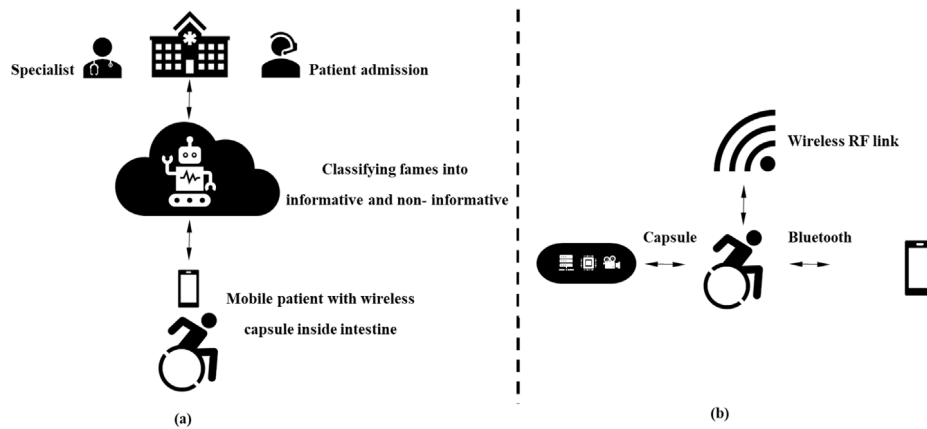 Specialist
Patient admission
Classifying fames into
informative and non- informative
Mobile patient with wireless
capsule inside intestine
(a)
Wireless RF link
Capsule
Bluetooth
(b)